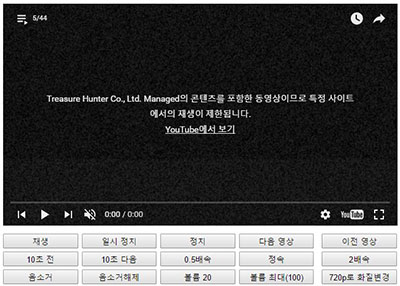 5/44
Treasure Hunter Co., Ltd. Managed의 콘텐츠를 포함한 동영상이므로 특정 사이트
에서의 재생이 제한됩니다.
YouTube에서 보기
0:00 / 0:00
YouTube
재생 일시 정지 정지 다음 영상 이전 영상
10초 전 10초 다음 0.5배속 정속 2배속
음소거 음소거해제 볼륨 20 볼륨 최대(100) 720p로 화질변경